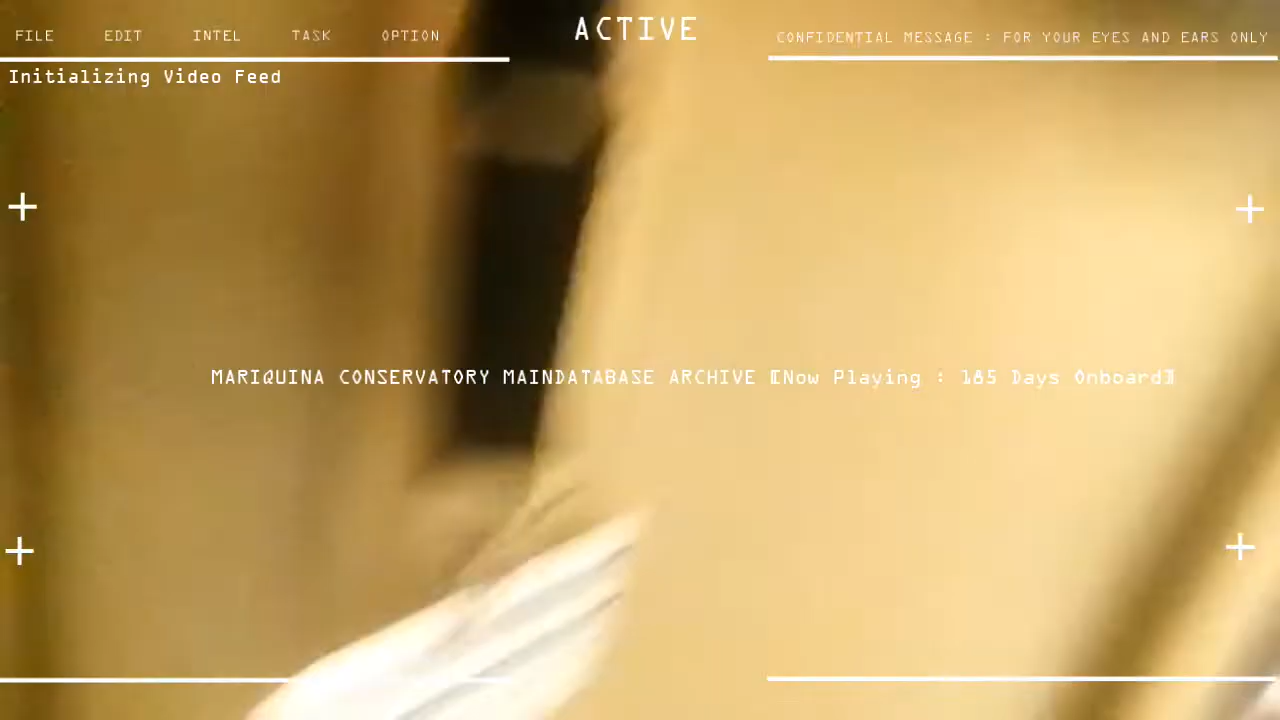 FILE EDIT INTEL TASK OPTION
ACTIVE
CONFIDENTIAL MESSAGE : FOR YOUR EYES AND EARS ONLY
Initializing Video Feed
MARIQUINA CONSERVATORY MAINDATABASE ARCHIVE [Now Playing : 185 Days Onboard]